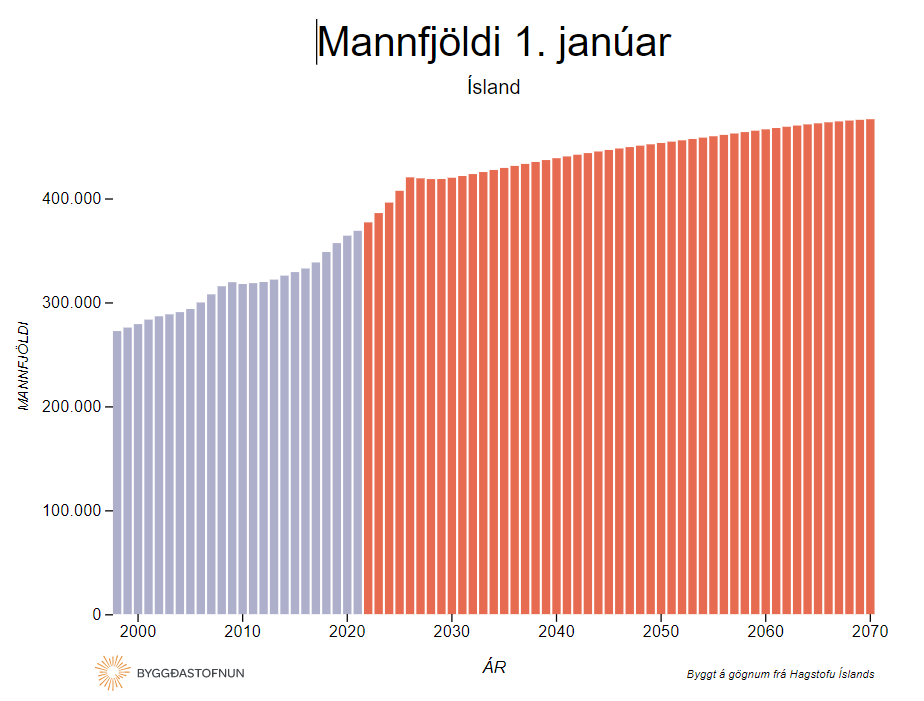 Mannfjöldi 1. janúar
Ísland
400.000
300.000
200.000
100.000
0
MANNFJÖLDI
2000 2010 2020 2030 2040 2050 2060 2070
ÁR
BYGGÐASTOFNUN
Byggt á gögnum frá Hagstofu Íslands